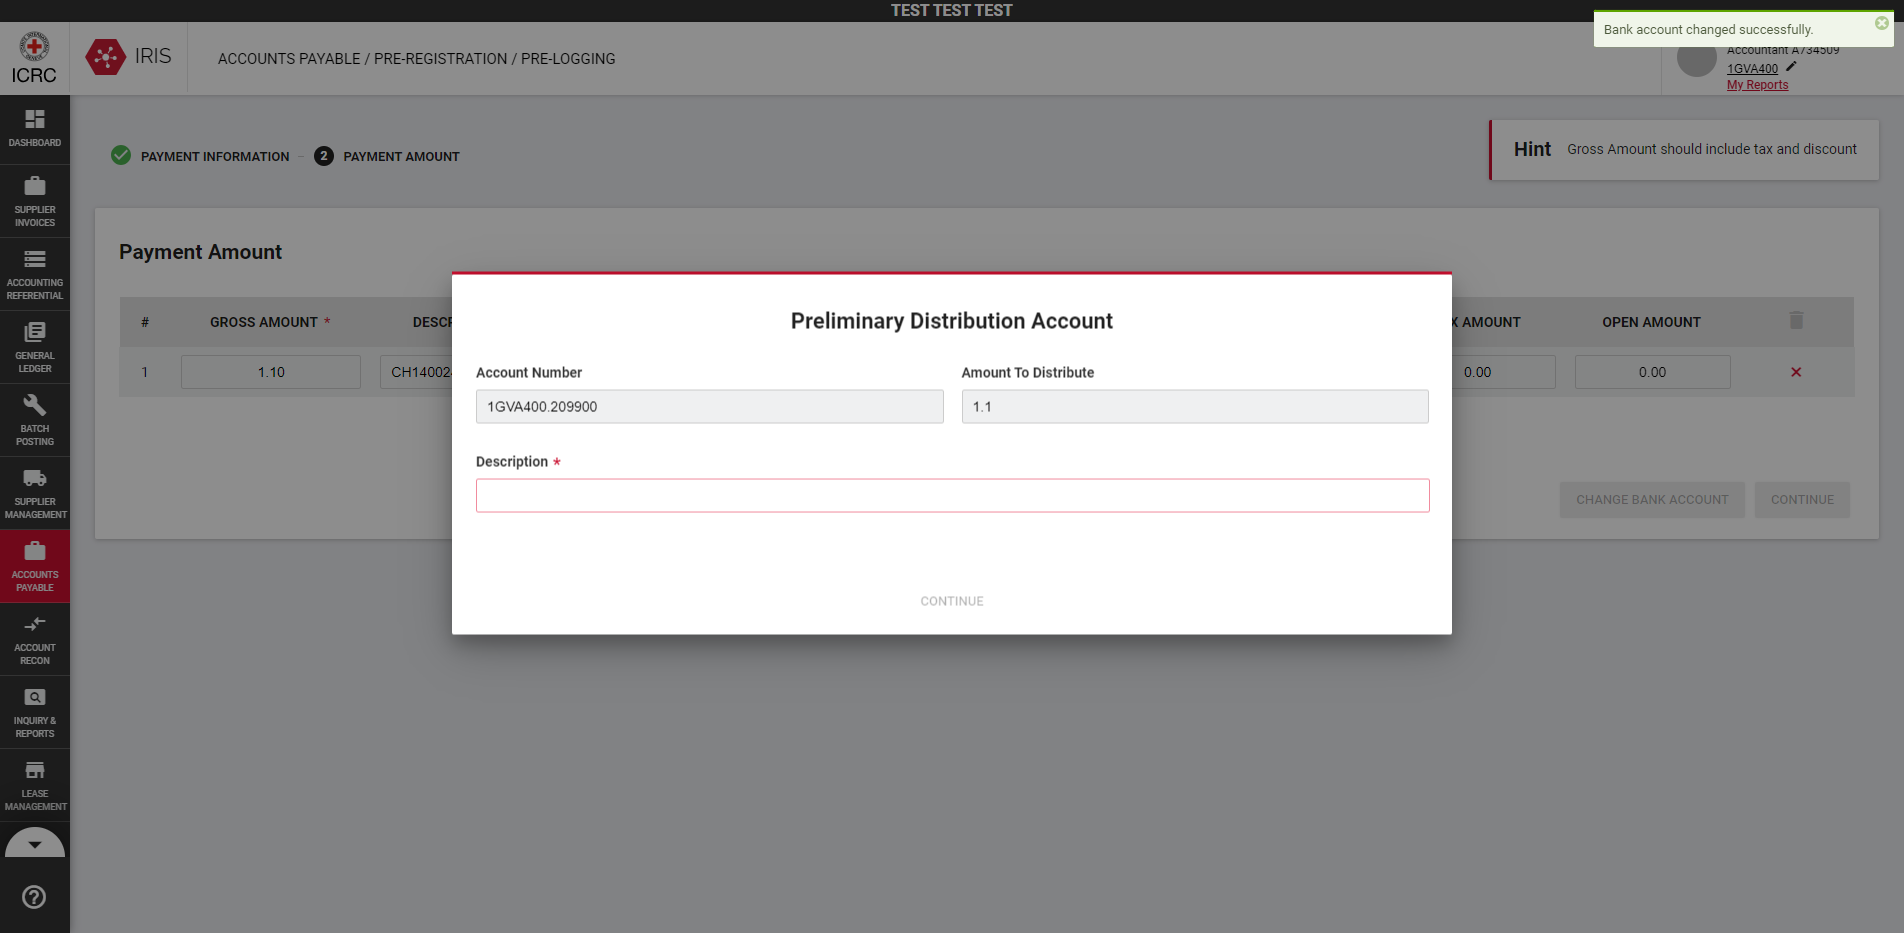 TEST TEST TEST
Bank account changed successfully.
ICRC
IRIS
ACCOUNTS PAYABLE / PRE-REGISTRATION / PRE-LOGGING
Accountant A734509
1GVA400
My Reports
DASHBOARD
SUPPLIER
INVOICES
ACCOUNTING
REFERENTIAL
GENERAL
LEDGER
BATCH
POSTING
SUPPLIER
MANAGEMENT
ACCOUNTS
PAYABLE
ACCOUNT
RECON
INQUIRY &
REPORTS
LEASE
MANAGEMENT
PAYMENT INFORMATION – 2 PAYMENT AMOUNT
Hint Gross Amount should include tax and discount
Payment Amount
# GROSS AMOUNT * DESCR X AMOUNT OPEN AMOUNT
1 1.10 CH14002 0.00 0.00
CHANGE BANK ACCOUNT CONTINUE
Preliminary Distribution Account
Account Number Amount To Distribute
1GVA400.209900 1.1
Description *
CONTINUE